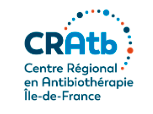 CRAtb
Centre Régional
en Antibiothérapie
Île-de-France